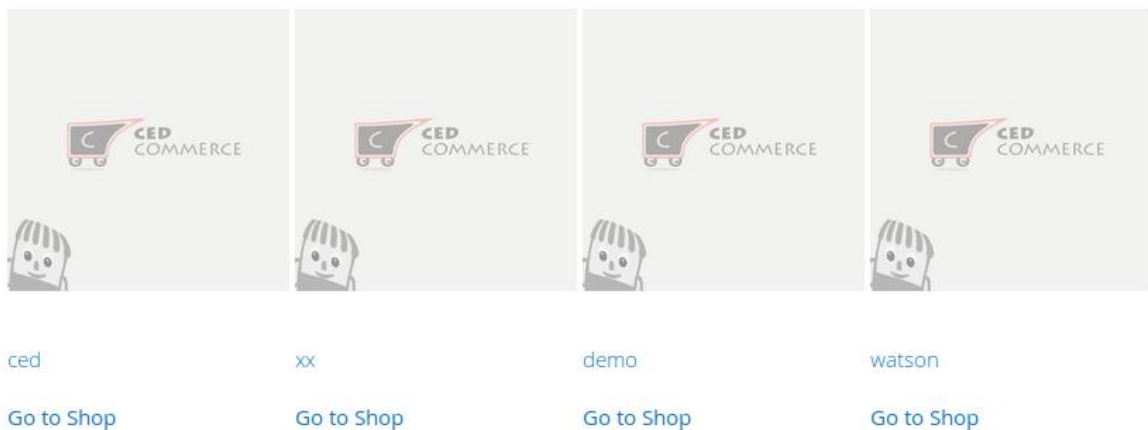 C CED
COMMERCE
C CED
COMMERCE
C CED
COMMERCE
C CED
COMMERCE
ced
xx
demo
watson
Go to Shop
Go to Shop
Go to Shop
Go to Shop